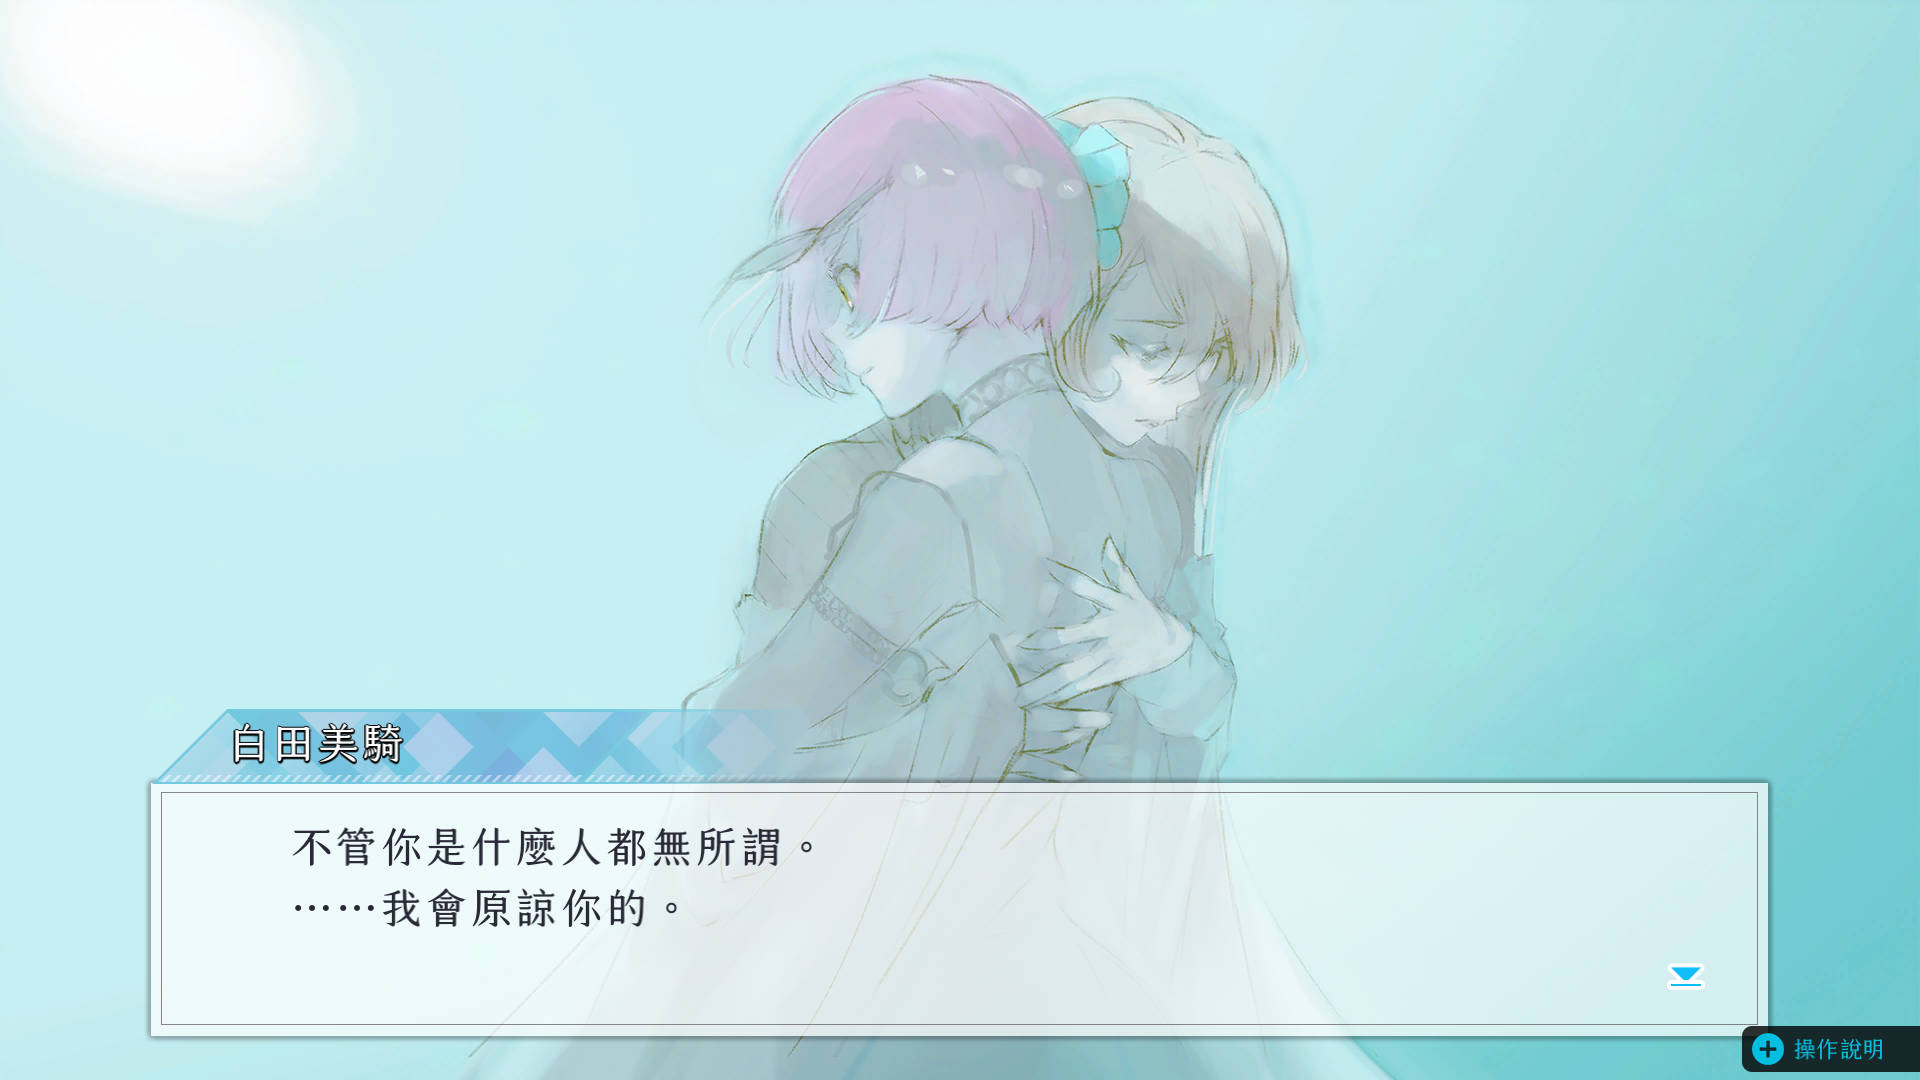 白田美騎
不管你是什麼人都無所謂。
……我會原諒你的。
操作說明